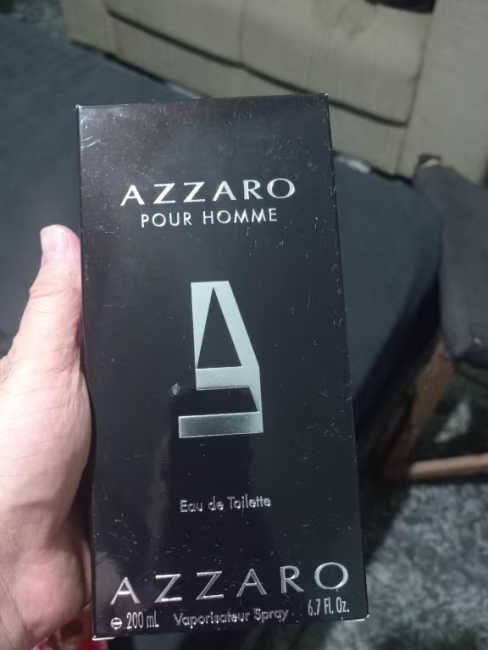 AZZARO
POUR HOMME
Eau de Toilette
AZZARO
℮ 200 mL Vaporisateur Spray 6.7 Fl. Oz.